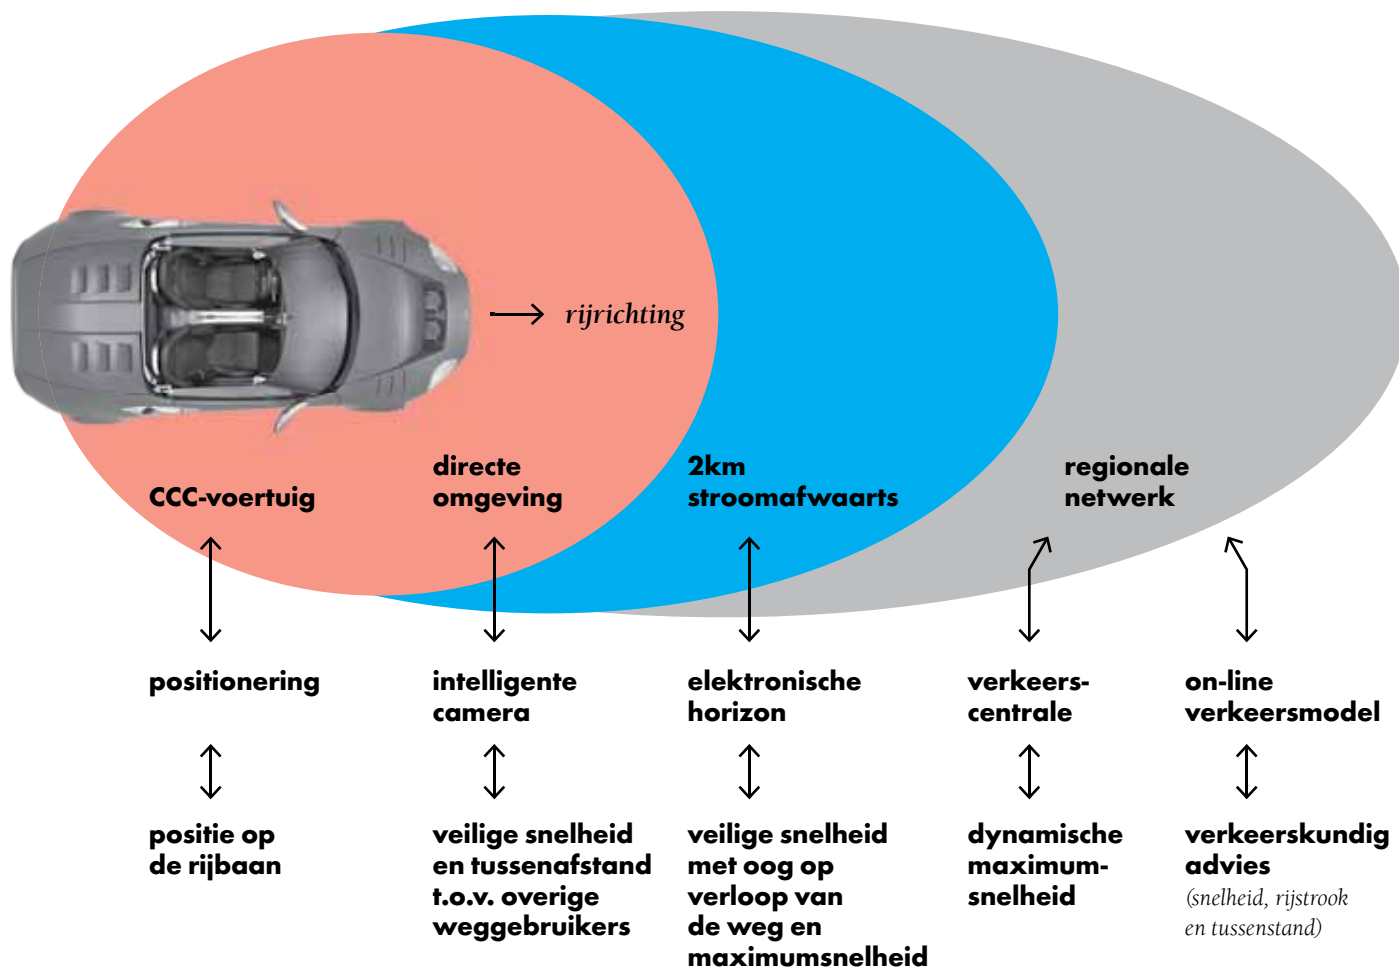 rijrichting
CCC-voertuig
directe
omgeving
2km
stroomafwaarts
regionale
netwerk
positionering
intelligente
camera
elektronische
horizon
verkeers-
centrale
on-line
verkeersmodel
positie op
de rijbaan
veilige snelheid
en tussenafstand
t.o.v. overige
weggebruikers
veilige snelheid
met oog op
verloop van
de weg en
maximumsnelheid
dynamische
maximum-
snelheid
verkeerskundig
advies
(snelheid, rijstrook
en tussenstand)